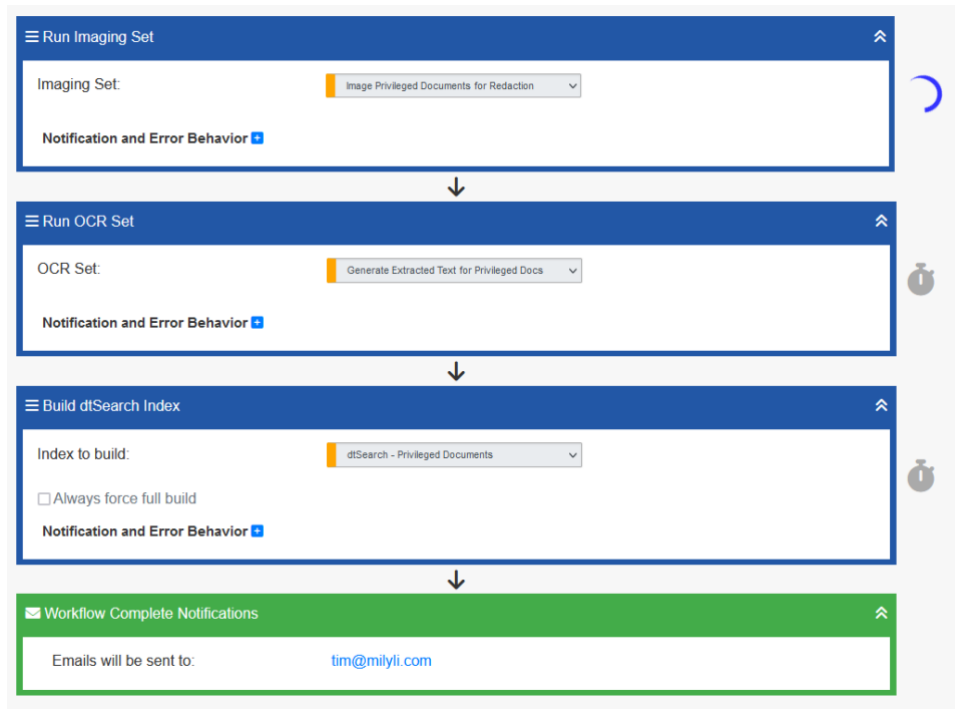 Run Imaging Set
Imaging Set: Image Privileged Documents for Redaction
Notification and Error Behavior
Run OCR Set
OCR Set: Generate Extracted Text for Privileged Docs
Notification and Error Behavior
Build dtSearch Index
Index to build: dtSearch - Privileged Documents
Always force full build
Notification and Error Behavior
Workflow Complete Notifications
Emails will be sent to: tim@milyli.com